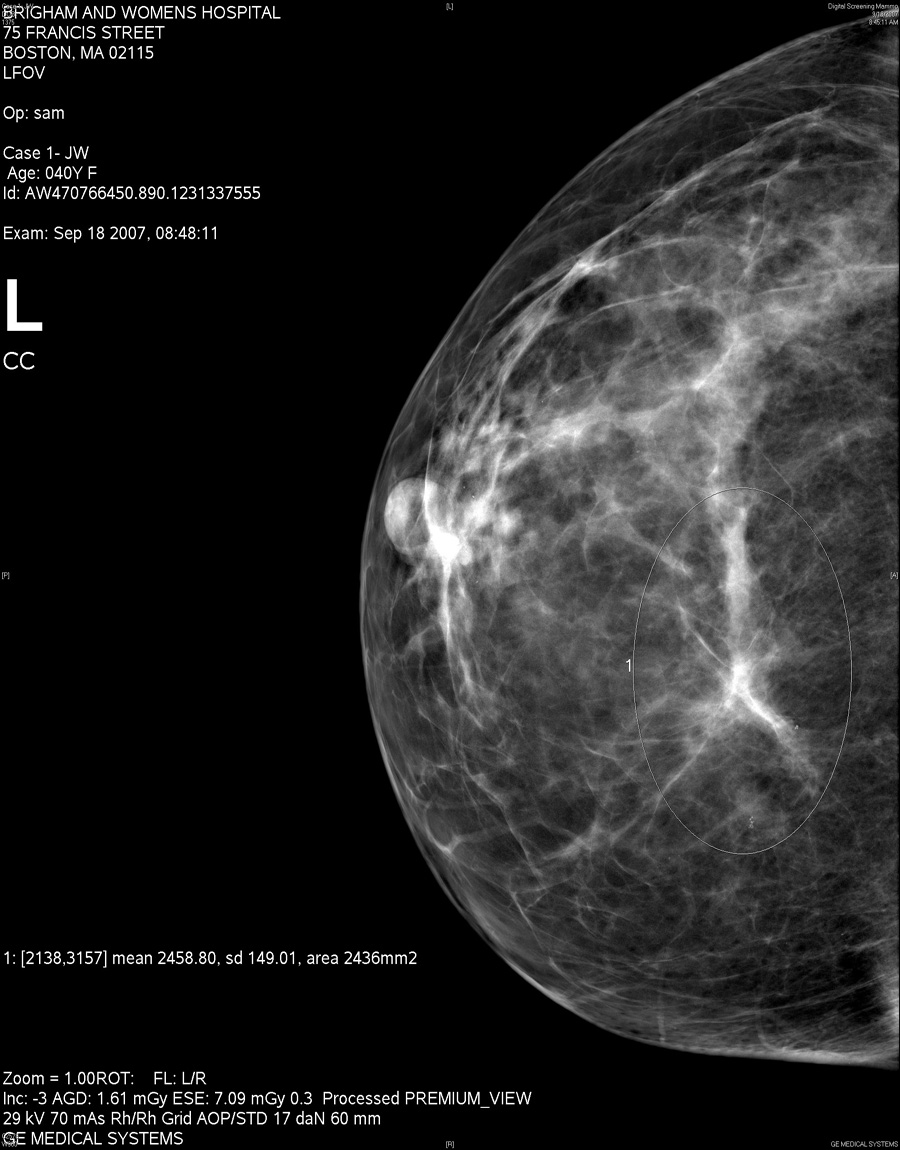 BRIGHAM AND WOMENS HOSPITAL
75 FRANCIS STREET
BOSTON, MA 02115
LFOV
Op: sam
Case 1- JW
Age: 040Y F
Id: AW470766450.890.1231337555
Exam: Sep 18 2007, 08:48:11
L
CC
[L]
Digital Screening Mammo
8:45:11 AM
[P]
[A]
1
1: [2138,3157] mean 2458.80, sd 149.01, area 2436mm2
Zoom = 1.00ROT: FL: L/R
Inc: -3 AGD: 1.61 mGy ESE: 7.09 mGy 0.3 Processed PREMIUM_VIEW
29 kV 70 mAs Rh/Rh Grid AOP/STD 17 daN 60 mm
GE MEDICAL SYSTEMS
[R]
GE MEDICAL SYSTEMS